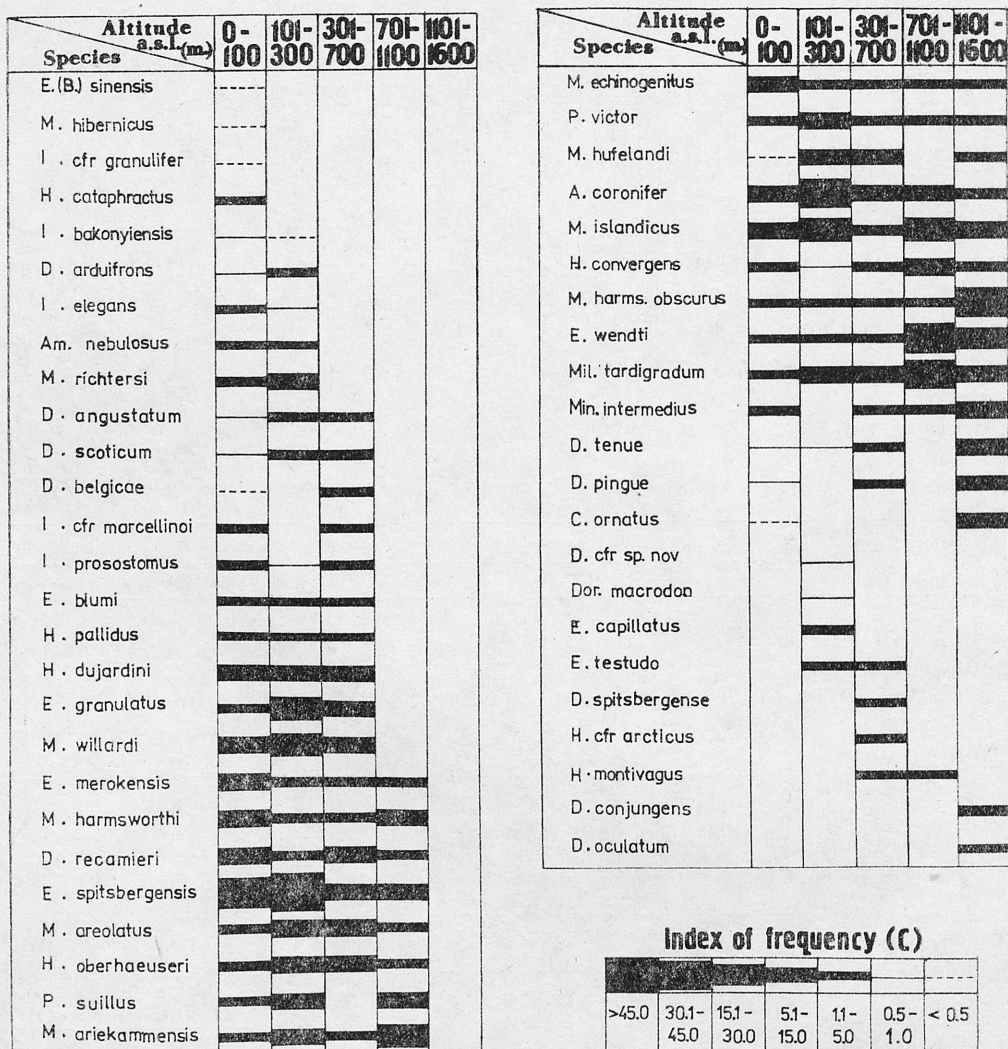 Altitude a.s.l. (m.) 0- 101- 301- 701- 1101-
Species 100 300 700 1100 1600
E.(B.) sinensis
M. hibernicus
I. cfr granulifer
H. cataphractus
I. bakonyiensis
D. arduifrons
I. elegans
Am. nebulosus
M. richtersi
D. angustatum
D. scoticum
D. belgicae
I. cfr marcellinoi
I. prosostomus
E. blumi
H. pallidus
H. dujardini
E. granulatus
M. willardi
E. merokensis
M. harmsworthi
D. recamieri
E. spitsbergensis
M. areolatus
H. oberhaeuseri
P. suillus
M. ariekammensis
Altitude a.s.l. (m) 0- 101- 301- 701- 1101-
Species 100 300 700 1100 1600
M. echinogenitus
P. victor
M. hufelandi
A. coronifer
M. islandicus
H. convergens
M. harms. obscurus
E. wendti
Mil. tardigradum
Min. intermedius
D. tenue
D. pingue
C. ornatus
D. cfr sp. nov
Dor. macrodon
E. capillatus
E. testudo
D. spitsbergense
H. cfr arcticus
H. montivagus
D. conjungens
D. oculatum
Index of frequency (C)
>45.0 30.1- 15.1- 5.1- 1.1- 0.5- < 0.5
45.0 30.0 15.0 5.0 1.0